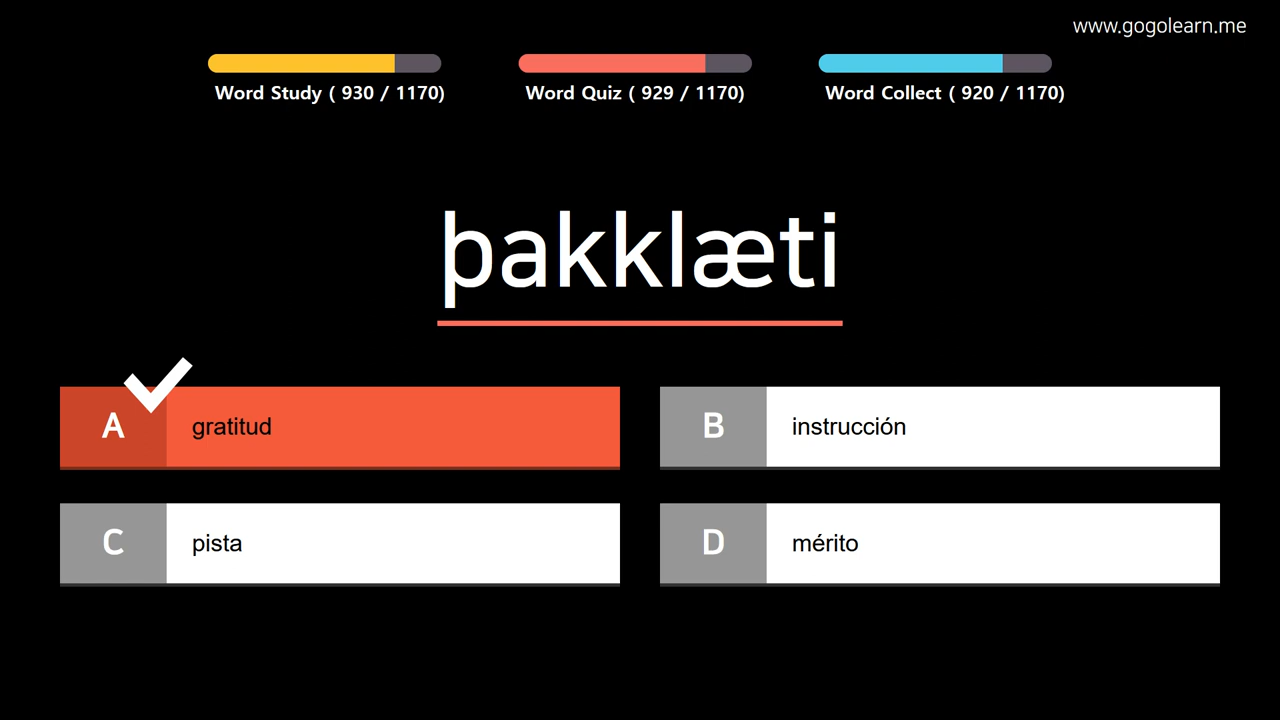 www.gogolearn.me
Word Study ( 930 / 1170)
Word Quiz ( 929 / 1170)
Word Collect ( 920 / 1170)
þakklæti
A gratitud
B instrucción
C pista
D mérito